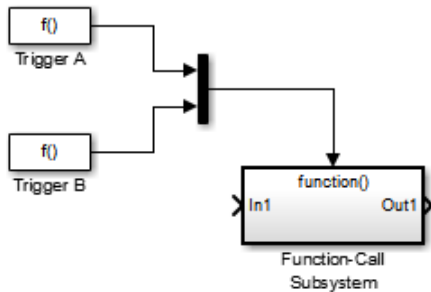 f()
Trigger A
f()
Trigger B
function()
In1 Out1
Function-Call
Subsystem